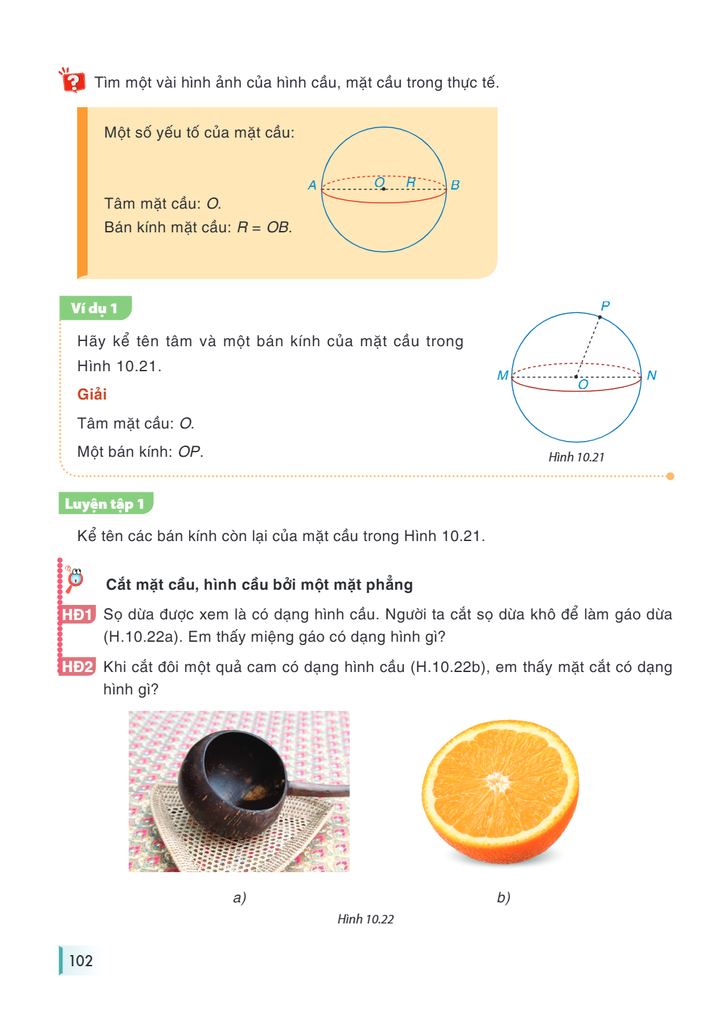 ?
Tìm một vài hình ảnh của hình cầu, mặt cầu trong thực tế.
Một số yếu tố của mặt cầu:
Tâm mặt cầu: O.
Bán kính mặt cầu: R = OB.
A
O
R
B
Ví dụ 1
Hãy kể tên tâm và một bán kính của mặt cầu trong
Hình 10.21.
Giải
Tâm mặt cầu: O.
Một bán kính: OP.
P
M
O
N
Hình 10.21
Luyện tập 1
Kể tên các bán kính còn lại của mặt cầu trong Hình 10.21.
Cắt mặt cầu, hình cầu bởi một mặt phẳng
HĐ1 Sọ dừa được xem là có dạng hình cầu. Người ta cắt sọ dừa khô để làm gáo dừa
(H.10.22a). Em thấy miệng gáo có dạng hình gì?
HĐ2 Khi cắt đôi một quả cam có dạng hình cầu (H.10.22b), em thấy mặt cắt có dạng
hình gì?
a)
b)
Hình 10.22
102